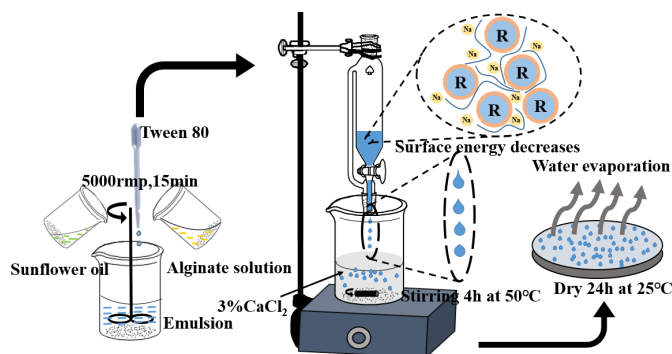 Tween 80
5000rmp,15min
Sunflower oil
Alginate solution
Emulsion
3%CaCl₂
Na
Na
R
R
Na
Na
R
Na
R
R
Na
Na
Surface energy decreases
Stirring 4h at 50℃
Water evaporation
Dry 24h at 25℃